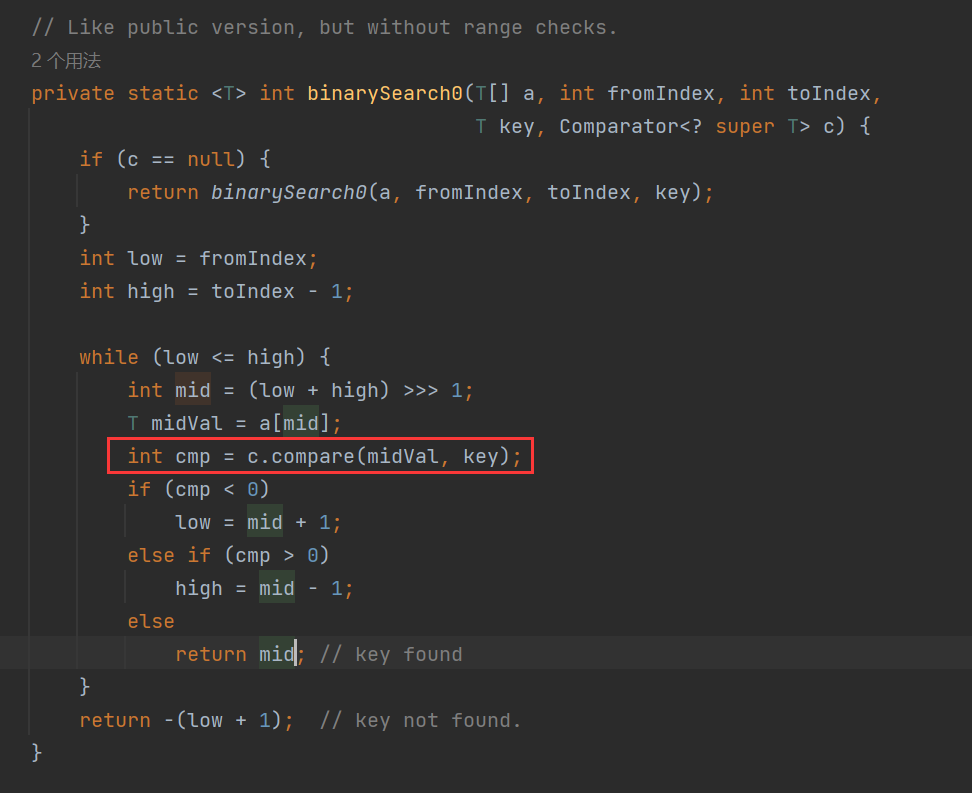 // Like public version, but without range checks.
2 个用法
private static <T> int binarySearch0(T[] a, int fromIndex, int toIndex,
T key, Comparator<? super T> c) {
if (c == null) {
return binarySearch0(a, fromIndex, toIndex, key);
}
int low = fromIndex;
int high = toIndex - 1;
while (low <= high) {
int mid = (low + high) >>> 1;
T midVal = a[mid];
int cmp = c.compare(midVal, key);
if (cmp < 0)
low = mid + 1;
else if (cmp > 0)
high = mid - 1;
else
return mid; // key found
}
return -(low + 1);  // key not found.
}